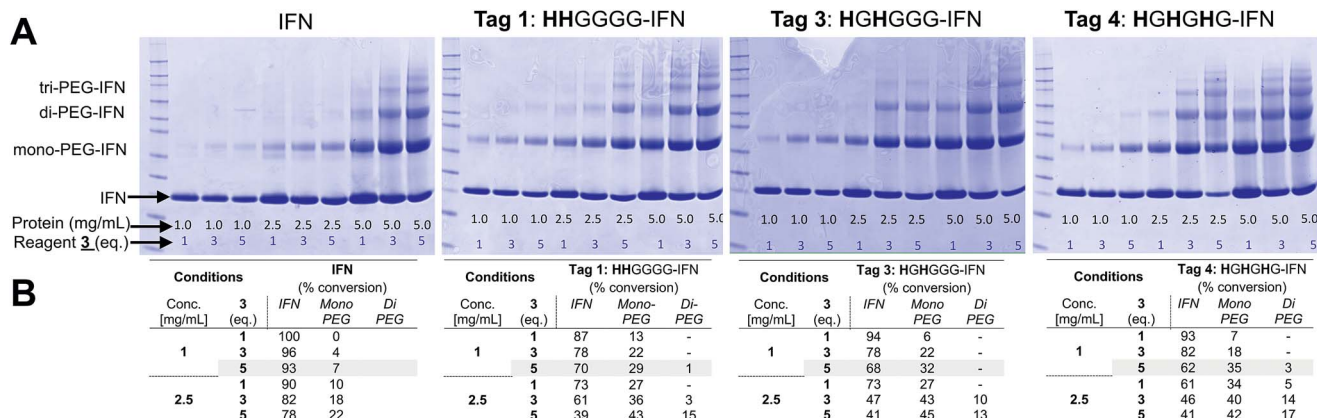 A
IFN
Tag 1: HHGGGG-IFN
Tag 3: HGHGGG-IFN
Tag 4: HGHGHG-IFN
tri-PEG-IFN
di-PEG-IFN
mono-PEG-IFN
IFN
Protein (mg/mL) 1.0 1.0 1.0 2.5 2.5 2.5 5.0 5.0 5.0 1.0 1.0 1.0 2.5 2.5 2.5 5.0 5.0 5.0 1.0 1.0 1.0 2.5 2.5 2.5 5.0 5.0 5.0 1.0 1.0 1.0 2.5 2.5 2.5 5.0 5.0 5.0
Reagent 3 (eq.) 1 3 5 1 3 5 1 3 5 1 3 5 1 3 5 1 3 5 1 3 5 1 3 5 1 3 5 1 3 5 1 3 5 1 3 5
B
Conditions IFN
(% conversion)
Conc. 3 IFN Mono Di
[mg/mL] (eq.) PEG PEG
1 100 0
1 3 96 4
5 93 7
1 90 10
2.5 3 82 18
5 78 22
Conditions Tag 1: HHGGGG-IFN
(% conversion)
Conc. 3 IFN Mono- Di-
[mg/mL] (eq.) PEG PEG
1 87 13 -
1 3 78 22 -
5 70 29 1
1 73 27 -
2.5 3 61 36 3
5 39 43 15
Conditions Tag 3: HGHGGG-IFN
(% conversion)
Conc. 3 IFN Mono Di
[mg/mL] (eq.) PEG PEG
1 94 6 -
1 3 78 22 -
5 68 32 -
1 73 27 -
2.5 3 47 43 10
5 41 45 13
Conditions Tag 4: HGHGHG-IFN
(% conversion)
Conc. 3 IFN Mono Di
[mg/mL] (eq.) PEG PEG
1 93 7 -
1 3 82 18 -
5 62 35 3
1 61 34 5
2.5 3 46 40 14
5 41 42 17